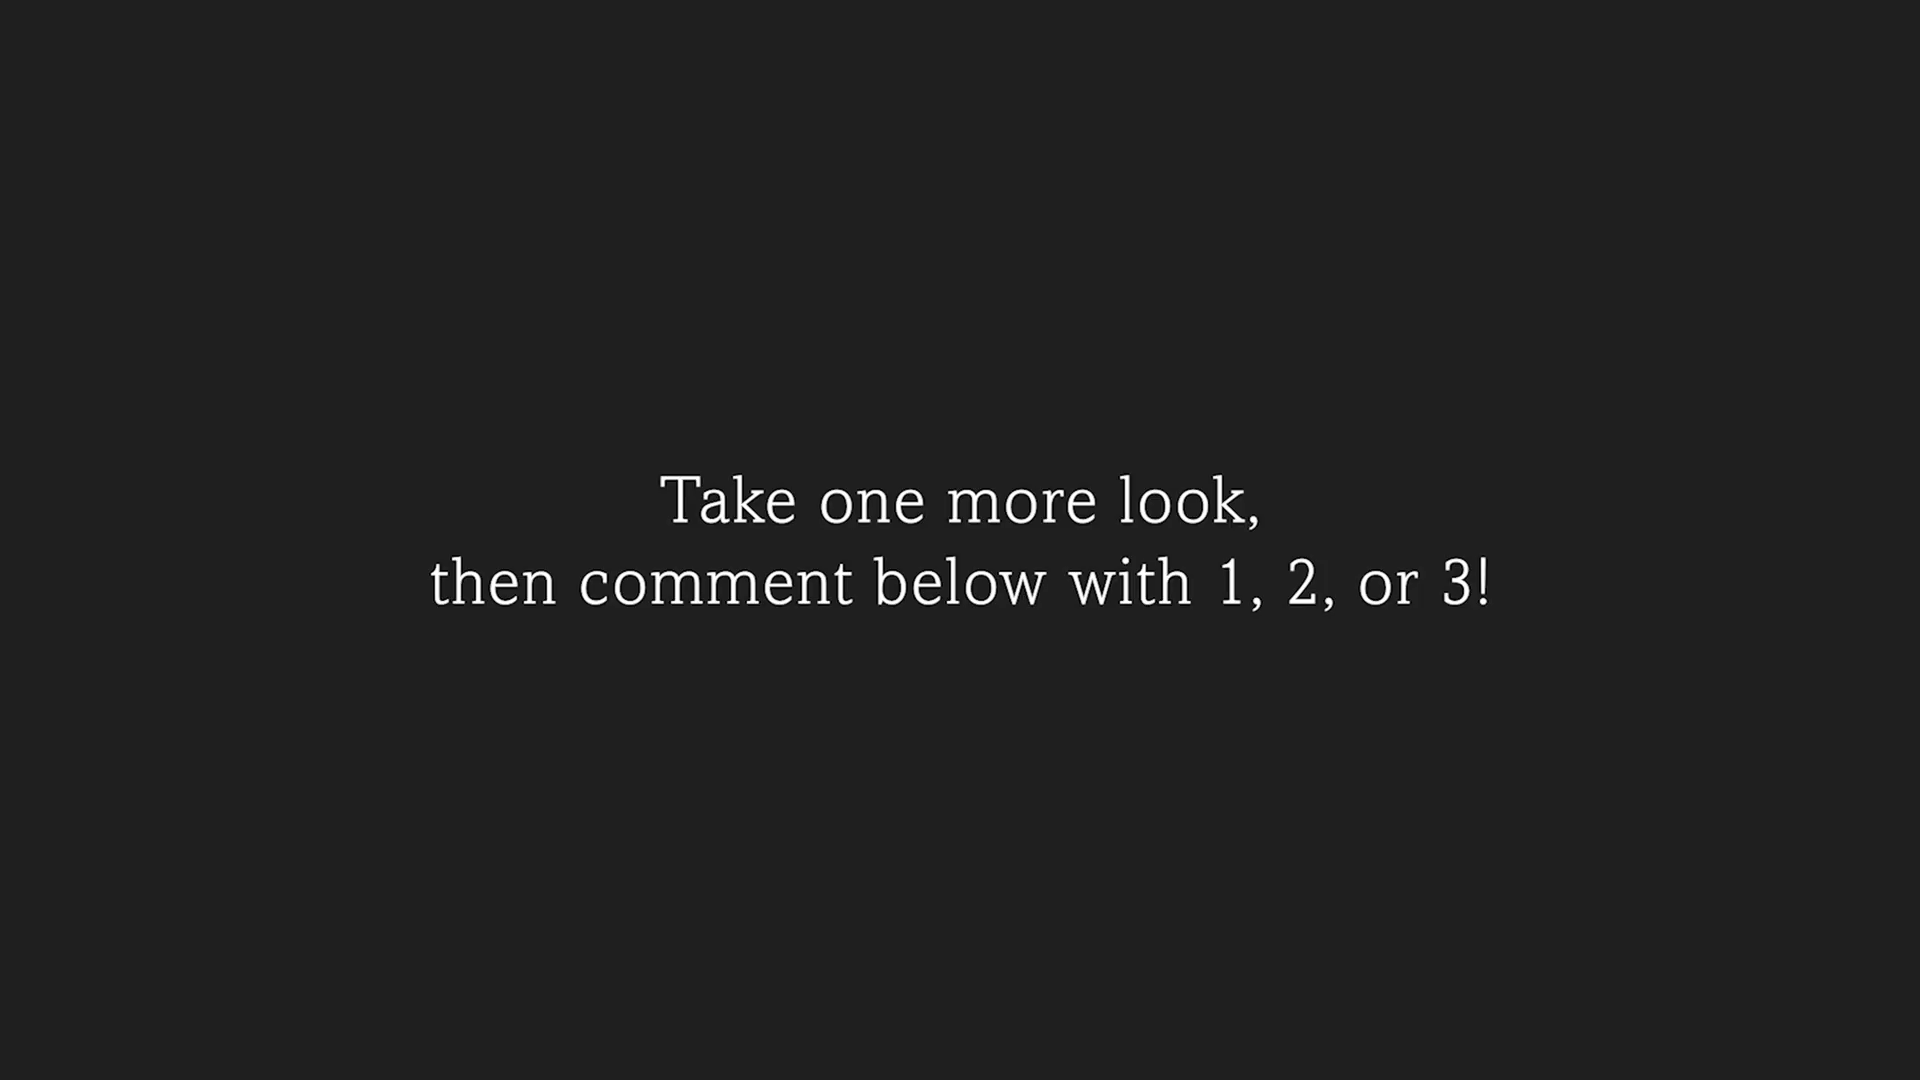 Take one more look,
then comment below with 1, 2, or 3!